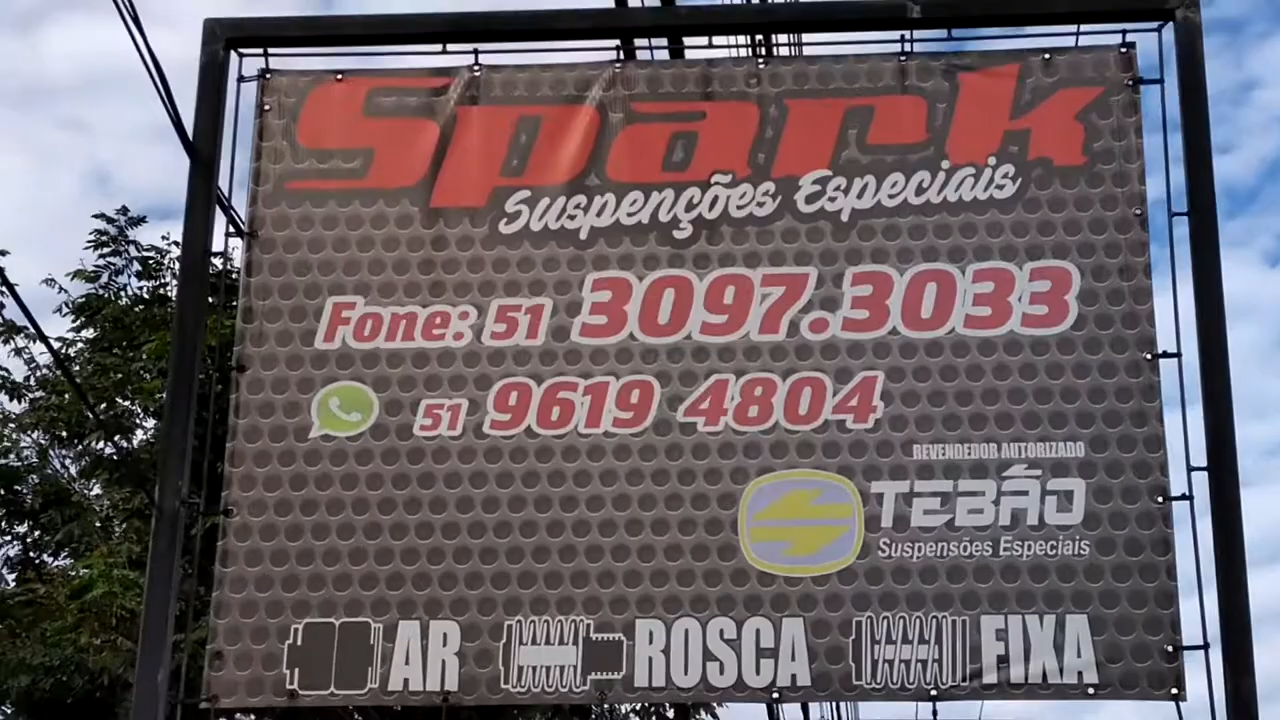 Spark
Suspenções Especiais
Fone: 51 3097.3033
51 9619 4804
REVENDEDOR AUTORIZADO
TEBÃO
Suspensões Especiais
AR ROSCA FIXA